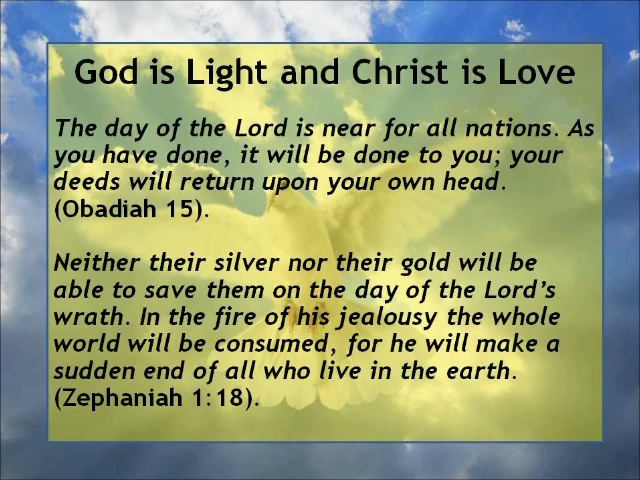 God is Light and Christ is Love
The day of the Lord is near for all nations. As
you have done, it will be done to you; your
deeds will return upon your own head.
(Obadiah 15).
Neither their silver nor their gold will be
able to save them on the day of the Lord's
wrath. In the fire of his jealousy the whole
world will be consumed, for he will make a
sudden end of all who live in the earth.
(Zephaniah 1:18).